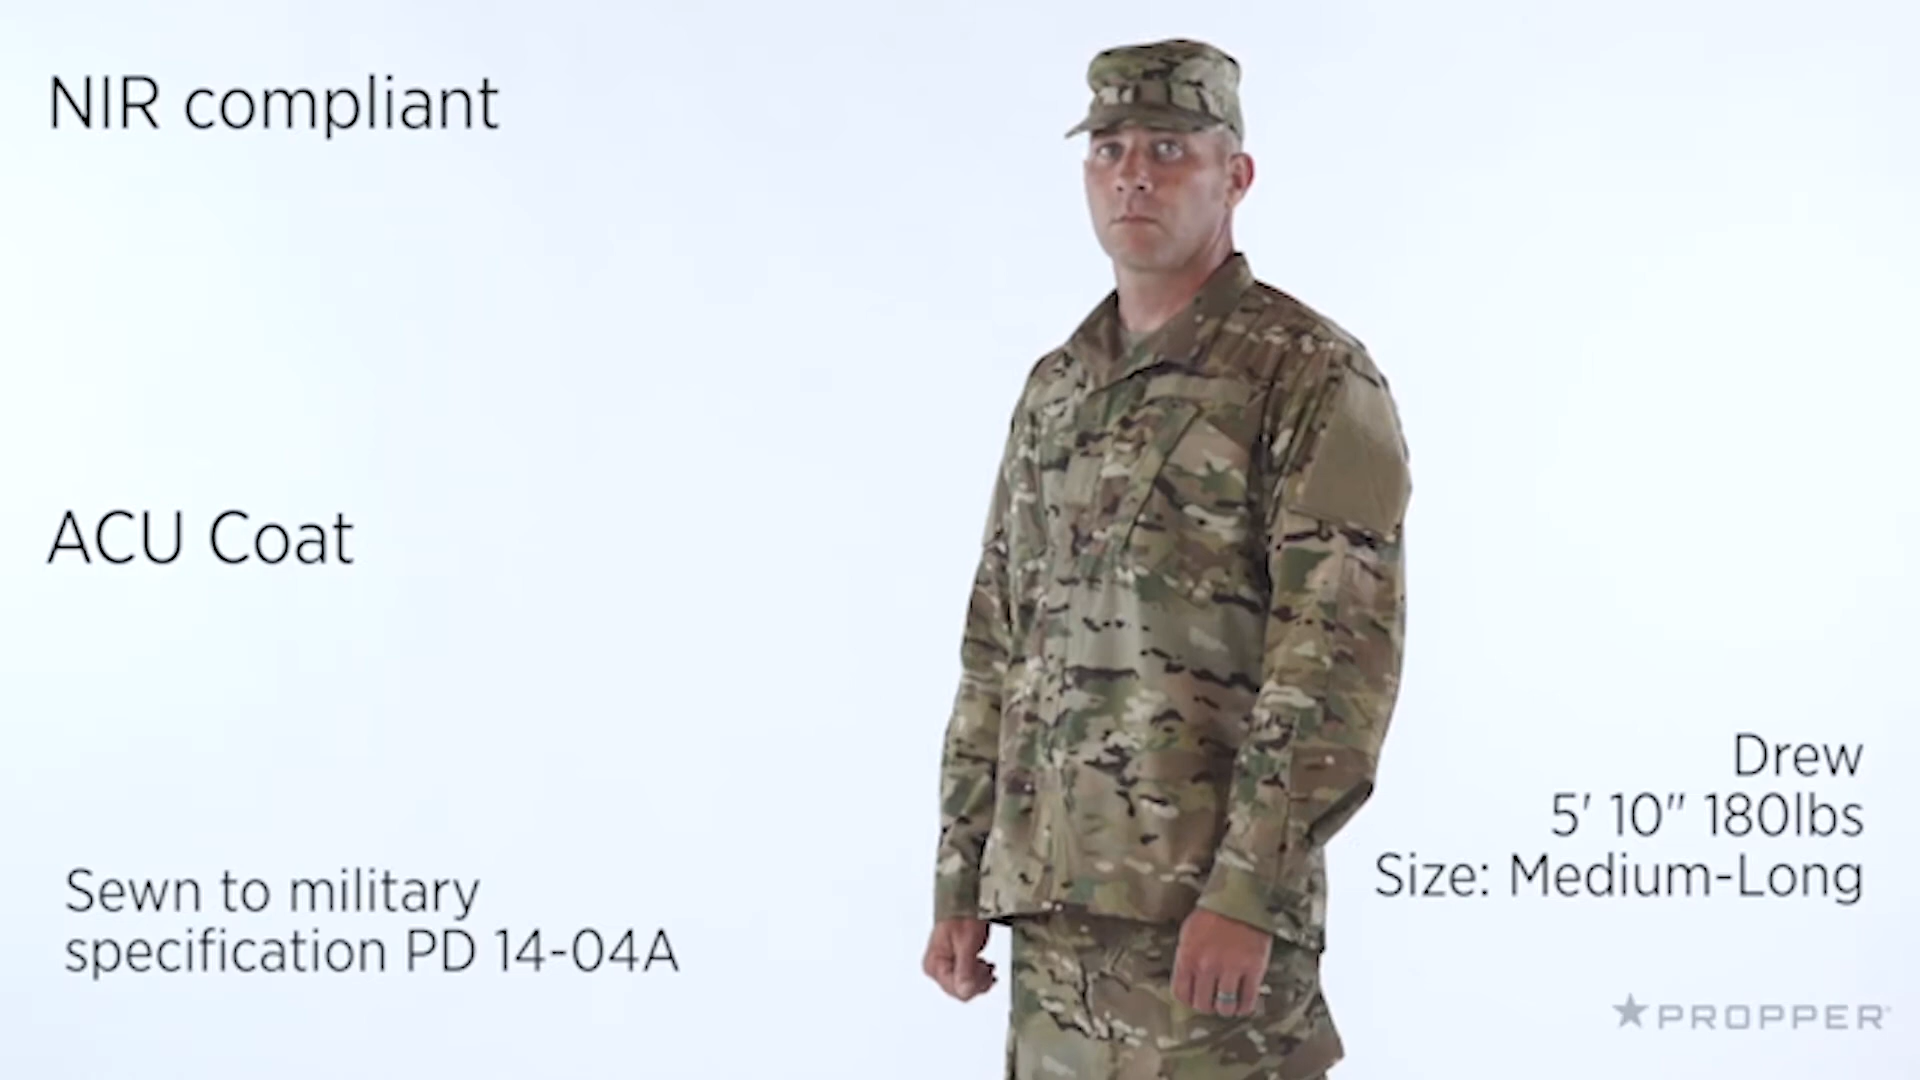 NIR compliant
ACU Coat
Sewn to military
specification PD 14-04A
Drew
5' 10" 180lbs
Size: Medium-Long
PROPPER